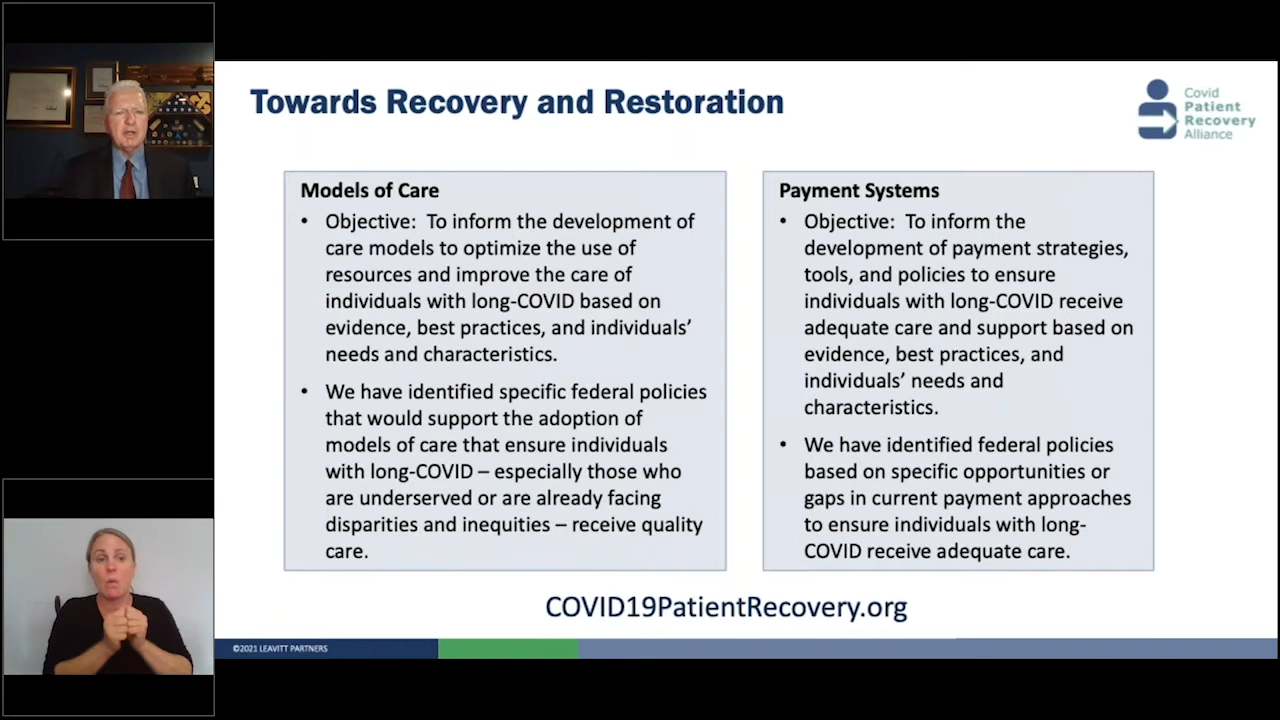 Towards Recovery and Restoration
Covid
Patient
Recovery
Alliance
Models of Care
• Objective:  To inform the development of
care models to optimize the use of
resources and improve the care of
individuals with long-COVID based on
evidence, best practices, and individuals’
needs and characteristics.
• We have identified specific federal policies
that would support the adoption of
models of care that ensure individuals
with long-COVID – especially those who
are underserved or are already facing
disparities and inequities – receive quality
care.
Payment Systems
• Objective:  To inform the
development of payment strategies,
tools, and policies to ensure
individuals with long-COVID receive
adequate care and support based on
evidence, best practices, and
individuals’ needs and
characteristics.
• We have identified federal policies
based on specific opportunities or
gaps in current payment approaches
to ensure individuals with long-
COVID receive adequate care.
COVID19PatientRecovery.org
©2021 LEAVITT PARTNERS